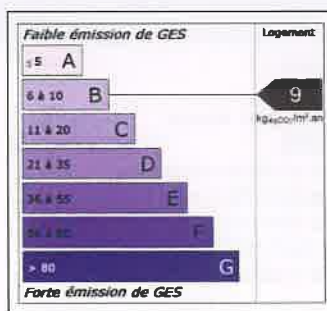 Faible émission de GES
Logement
≤ 5 A
6 à 10 B
9
kgéqCO2/m².an
11 à 20 C
21 à 35 D
36 à 55 E
56 à 80 F
> 80 G
Forte émission de GES